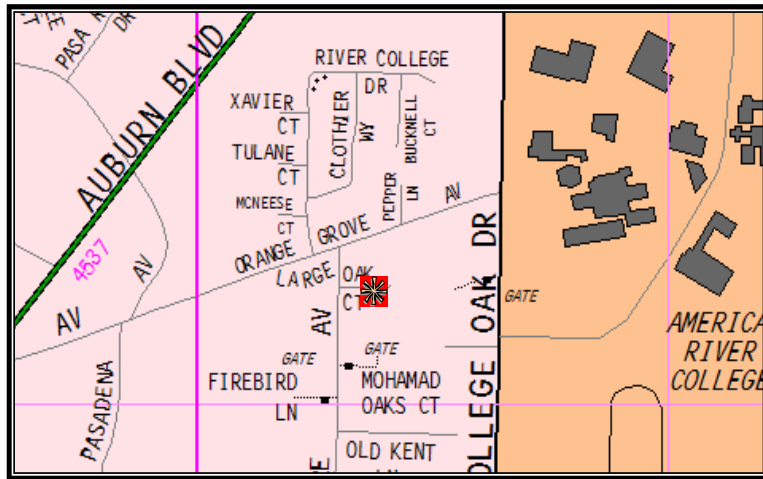 PASA
DR
AUBURN BLVD
RIVER COLLEGE
DR
XAVIER
CT
CLOTHIER
WY
BUCKNELL
CT
TULANE
CT
MCNEESE
CT
PEPPER
LN
ORANGE GROVE AV
4537
AV
AV
LARGE OAK
CT
AV
GATE
GATE
FIREBIRD
LN
MOHAMAD
OAKS CT
OLD KENT
PASADENA
COLLEGE OAK DR
GATE
AMERICA
RIVER
COLLEGE